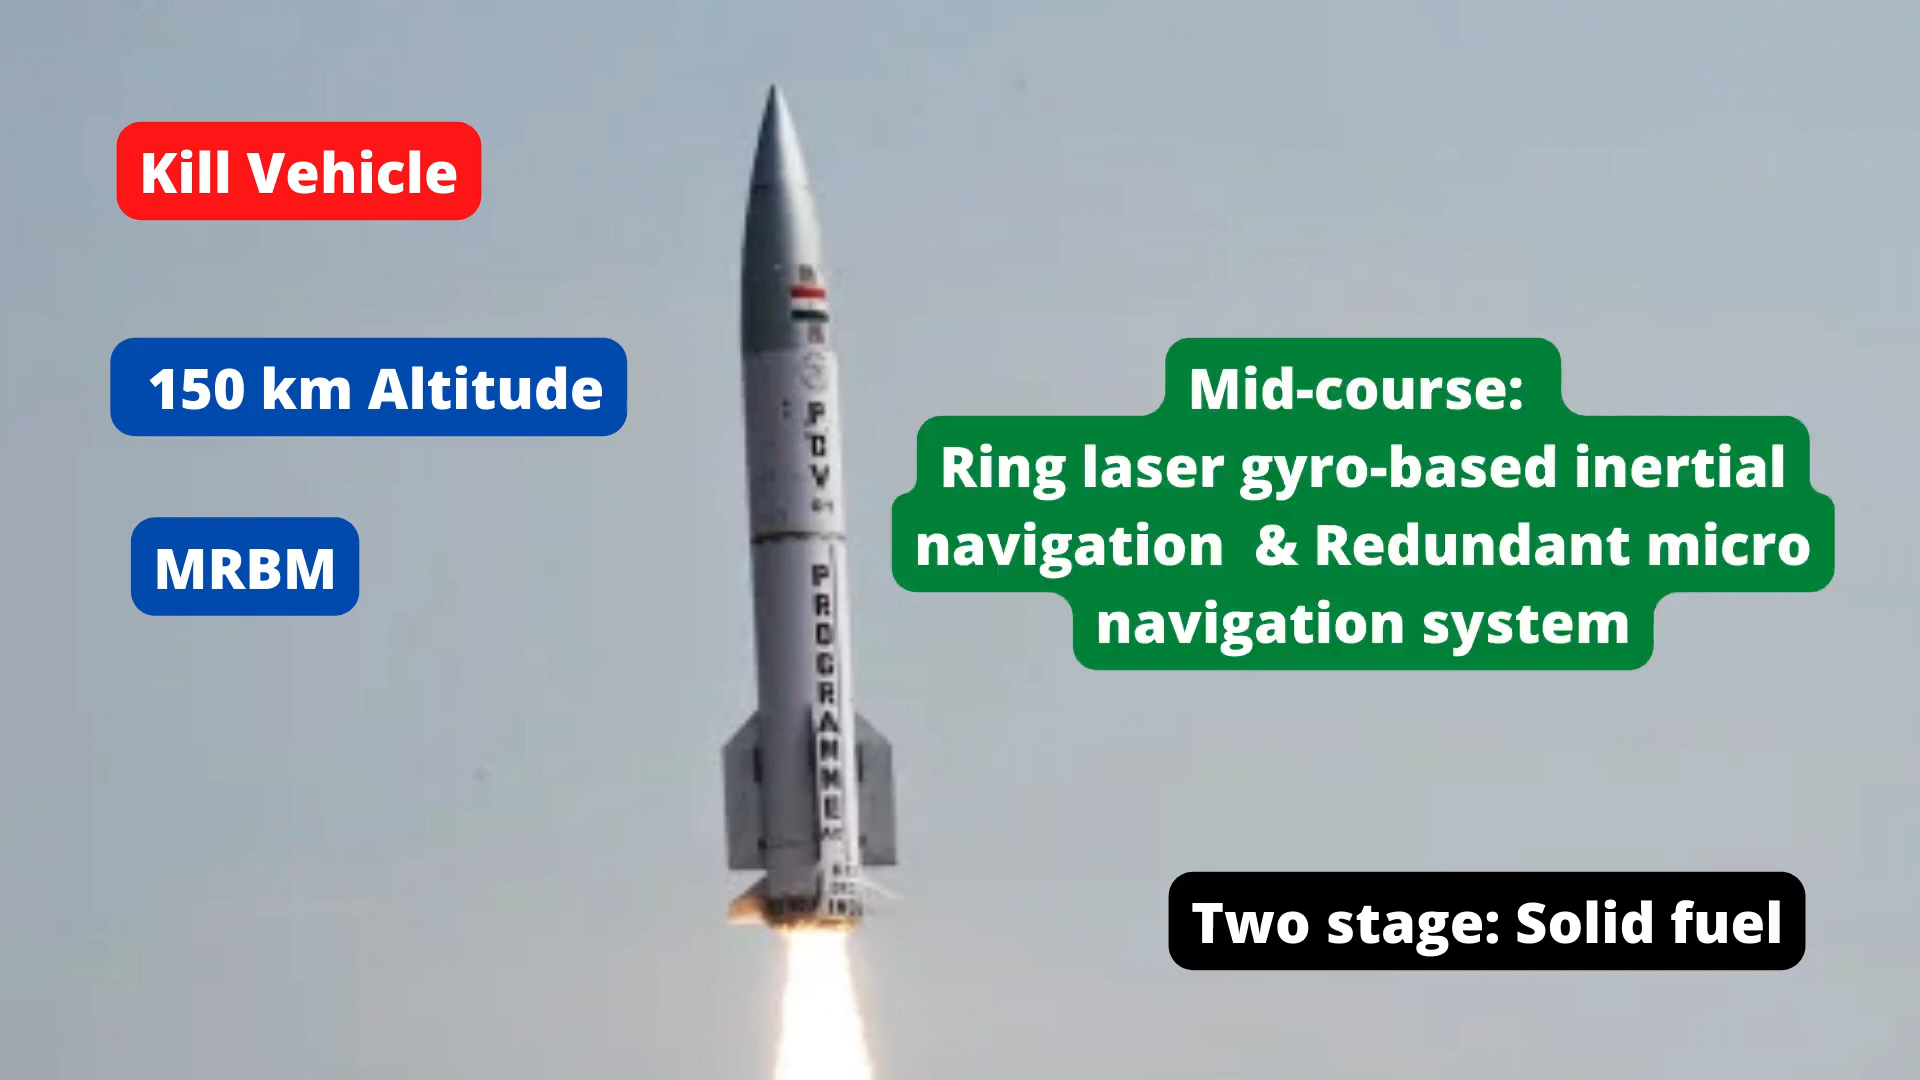 Kill Vehicle
150 km Altitude
MRBM
Mid-course:
Ring laser gyro-based inertial
navigation & Redundant micro
navigation system
Two stage: Solid fuel
PDV
PROGRAMME